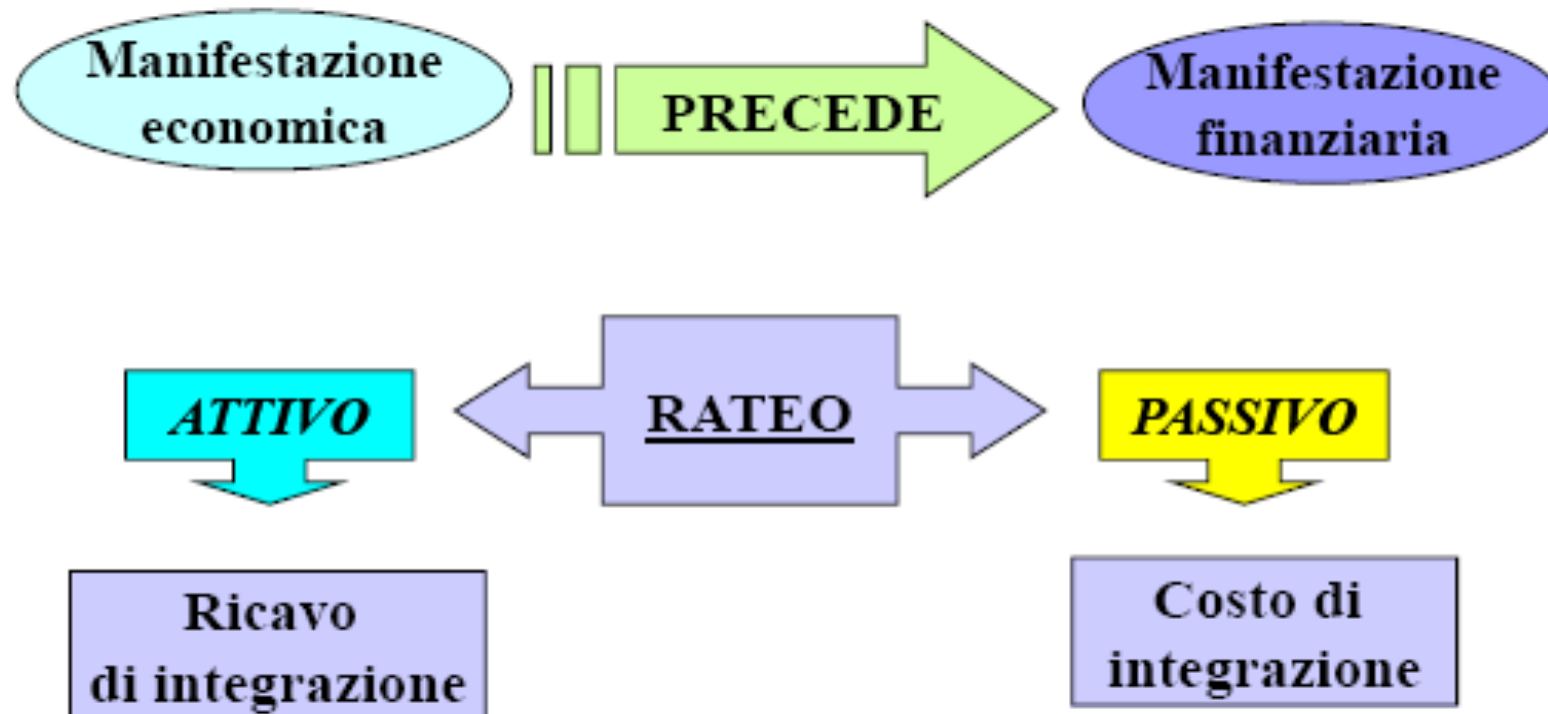 Manifestazione
economica
PRECEDE
Manifestazione
finanziaria
ATTIVO
RATEO
PASSIVO
Ricavo
di integrazione
Costo di
integrazione